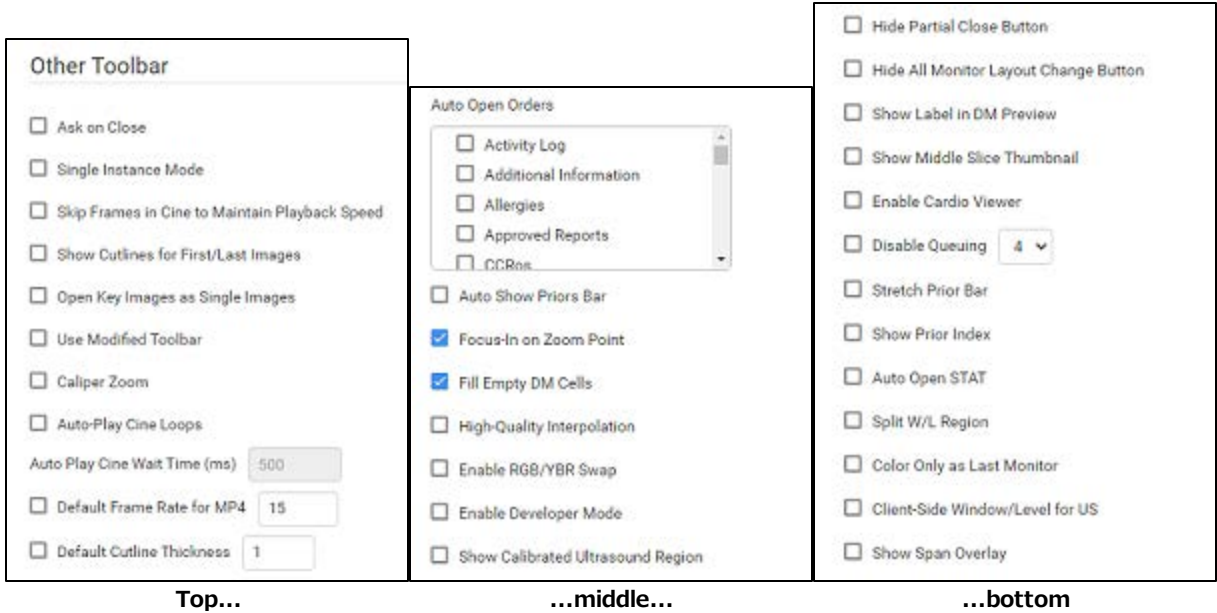 Other Toolbar
Ask on Close
Single Instance Mode
Skip Frames in Cine to Maintain Playback Speed
Show Cutlines for First/Last Images
Open Key Images as Single Images
Use Modified Toolbar
Caliper Zoom
Auto-Play Cine Loops
Auto Play Cine Wait Time (ms) 500
Default Frame Rate for MP4 15
Default Cutline Thickness 1
Top...
Auto Open Orders
Activity Log
Additional Information
Allergies
Approved Reports
CCRos
Auto Show Priors Bar
Focus-In on Zoom Point
Fill Empty DM Cells
High-Quality Interpolation
Enable RGB/YBR Swap
Enable Developer Mode
Show Calibrated Ultrasound Region
...middle...
Hide Partial Close Button
Hide All Monitor Layout Change Button
Show Label in DM Preview
Show Middle Slice Thumbnail
Enable Cardio Viewer
Disable Queuing 4
Stretch Prior Bar
Show Prior Index
Auto Open STAT
Split W/L Region
Color Only as Last Monitor
Client-Side Window/Level for US
Show Span Overlay
...bottom